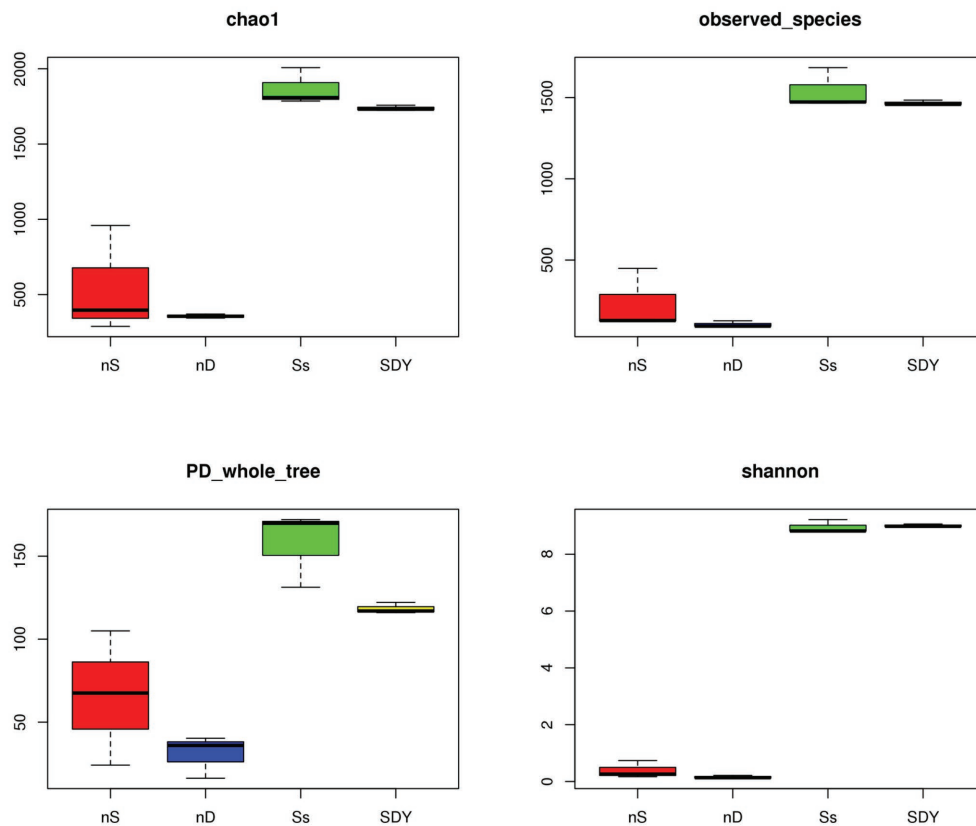 chao1
2000
1500
1000
500
nS nD Ss SDY
observed_species
1500
1000
500
nS nD Ss SDY
PD_whole_tree
150
100
50
nS nD Ss SDY
shannon
8
6
4
2
0
nS nD Ss SDY